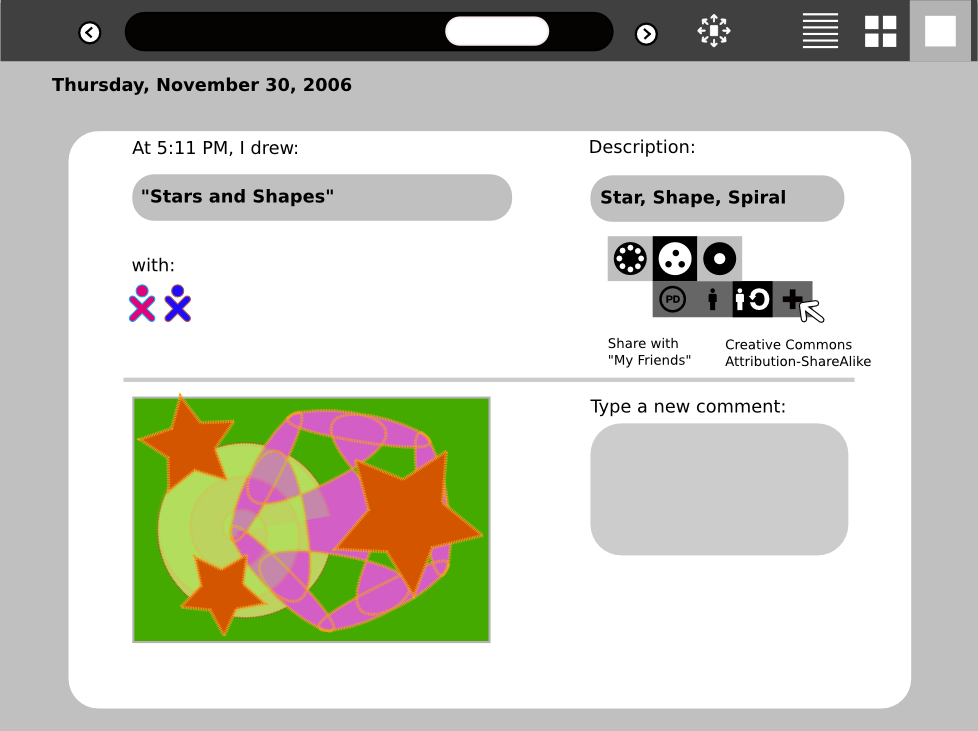 Thursday, November 30, 2006
At 5:11 PM, I drew:
Description:
"Stars and Shapes"
Star, Shape, Spiral
with:
PD
Share with
"My Friends"
Creative Commons
Attribution-ShareAlike
Type a new comment: